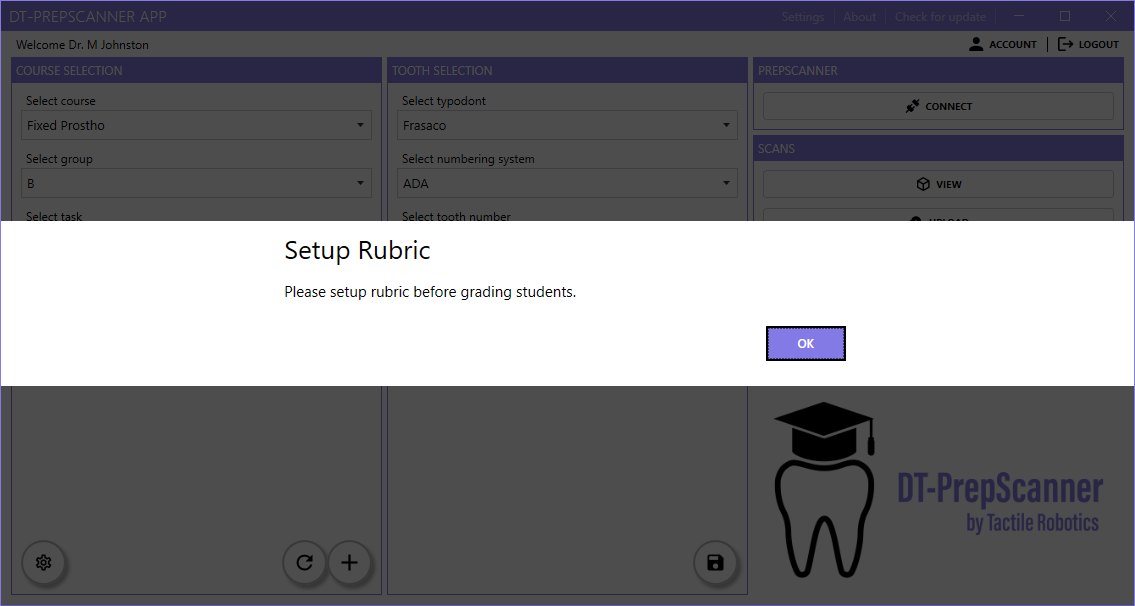 DT-PREPSCANNER APP
Settings
About
Check for update
Welcome Dr. M Johnston
ACCOUNT
LOGOUT
COURSE SELECTION
Select course
Fixed Prostho
Select group
B
Select task
TOOTH SELECTION
Select typodont
Frasaco
Select numbering system
ADA
Select tooth number
PREPSCANNER
CONNECT
SCANS
VIEW
UPLOAD
Setup Rubric
Please setup rubric before grading students.
OK
DT-PrepScanner
by Tactile Robotics